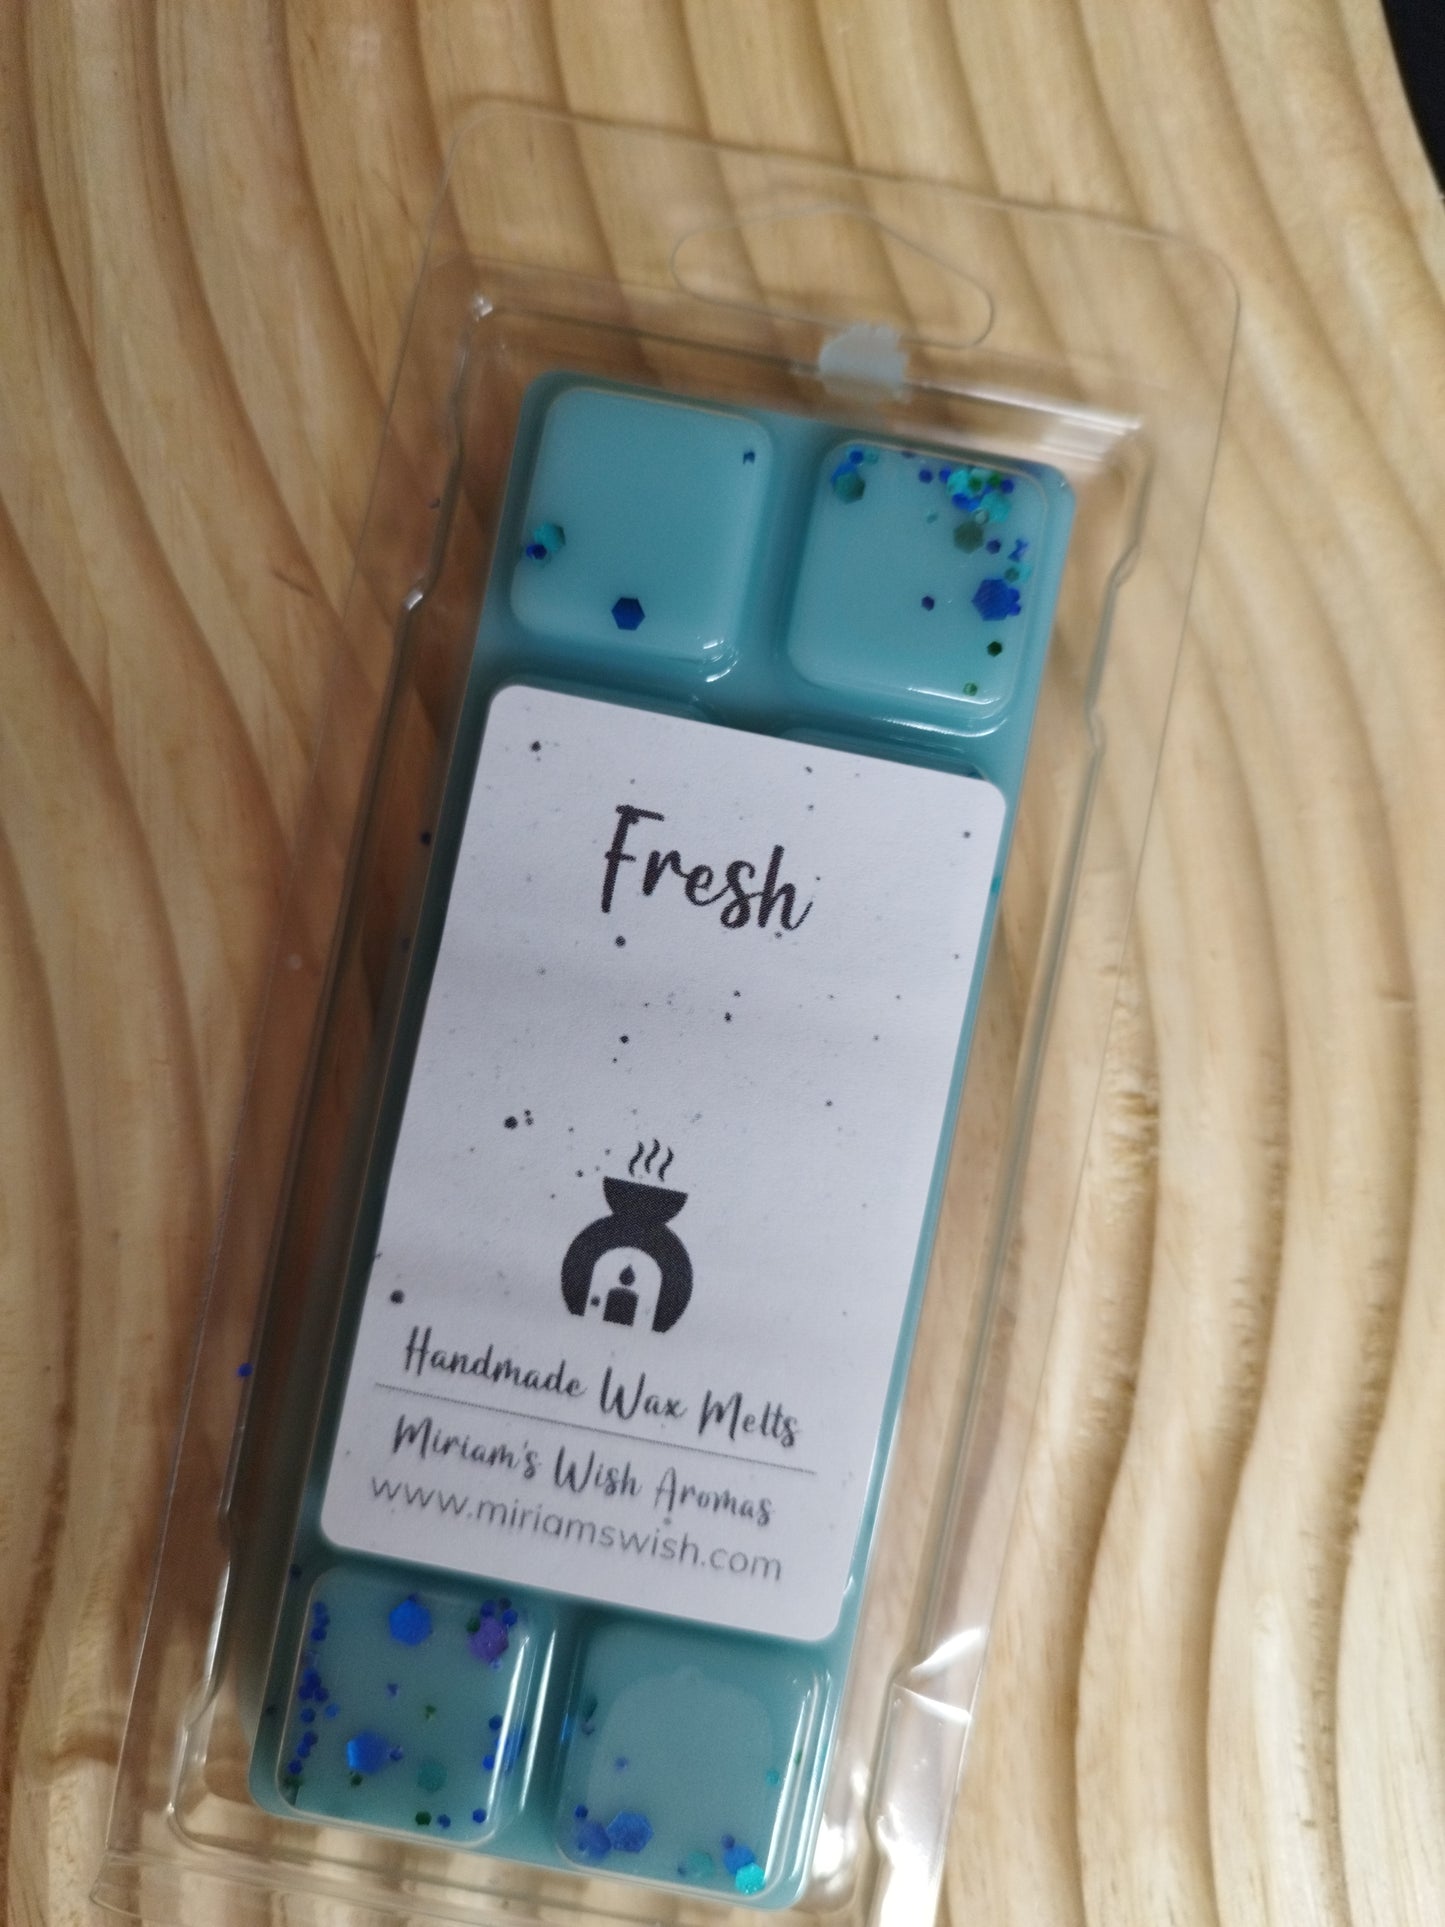 Fresh
Handmade Wax Melts
Miriam's Wish Aromas
www.miriamswish.com